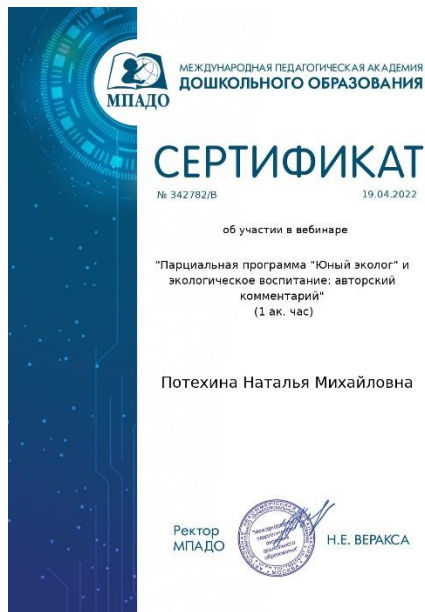 МПАДО
МЕЖДУНАРОДНАЯ ПЕДАГОГИЧЕСКАЯ АКАДЕМИЯ
ДОШКОЛЬНОГО ОБРАЗОВАНИЯ
СЕРТИФИКАТ
№ 342782/В
19.04.2022
об участии в вебинаре
"Парциальная программа "Юный эколог" и
экологическое воспитание: авторский
комментарий"
(1 ак. час)
Потехина Наталья Михайловна
Ректор
МПАДО
Н.Е. ВЕРАКСА